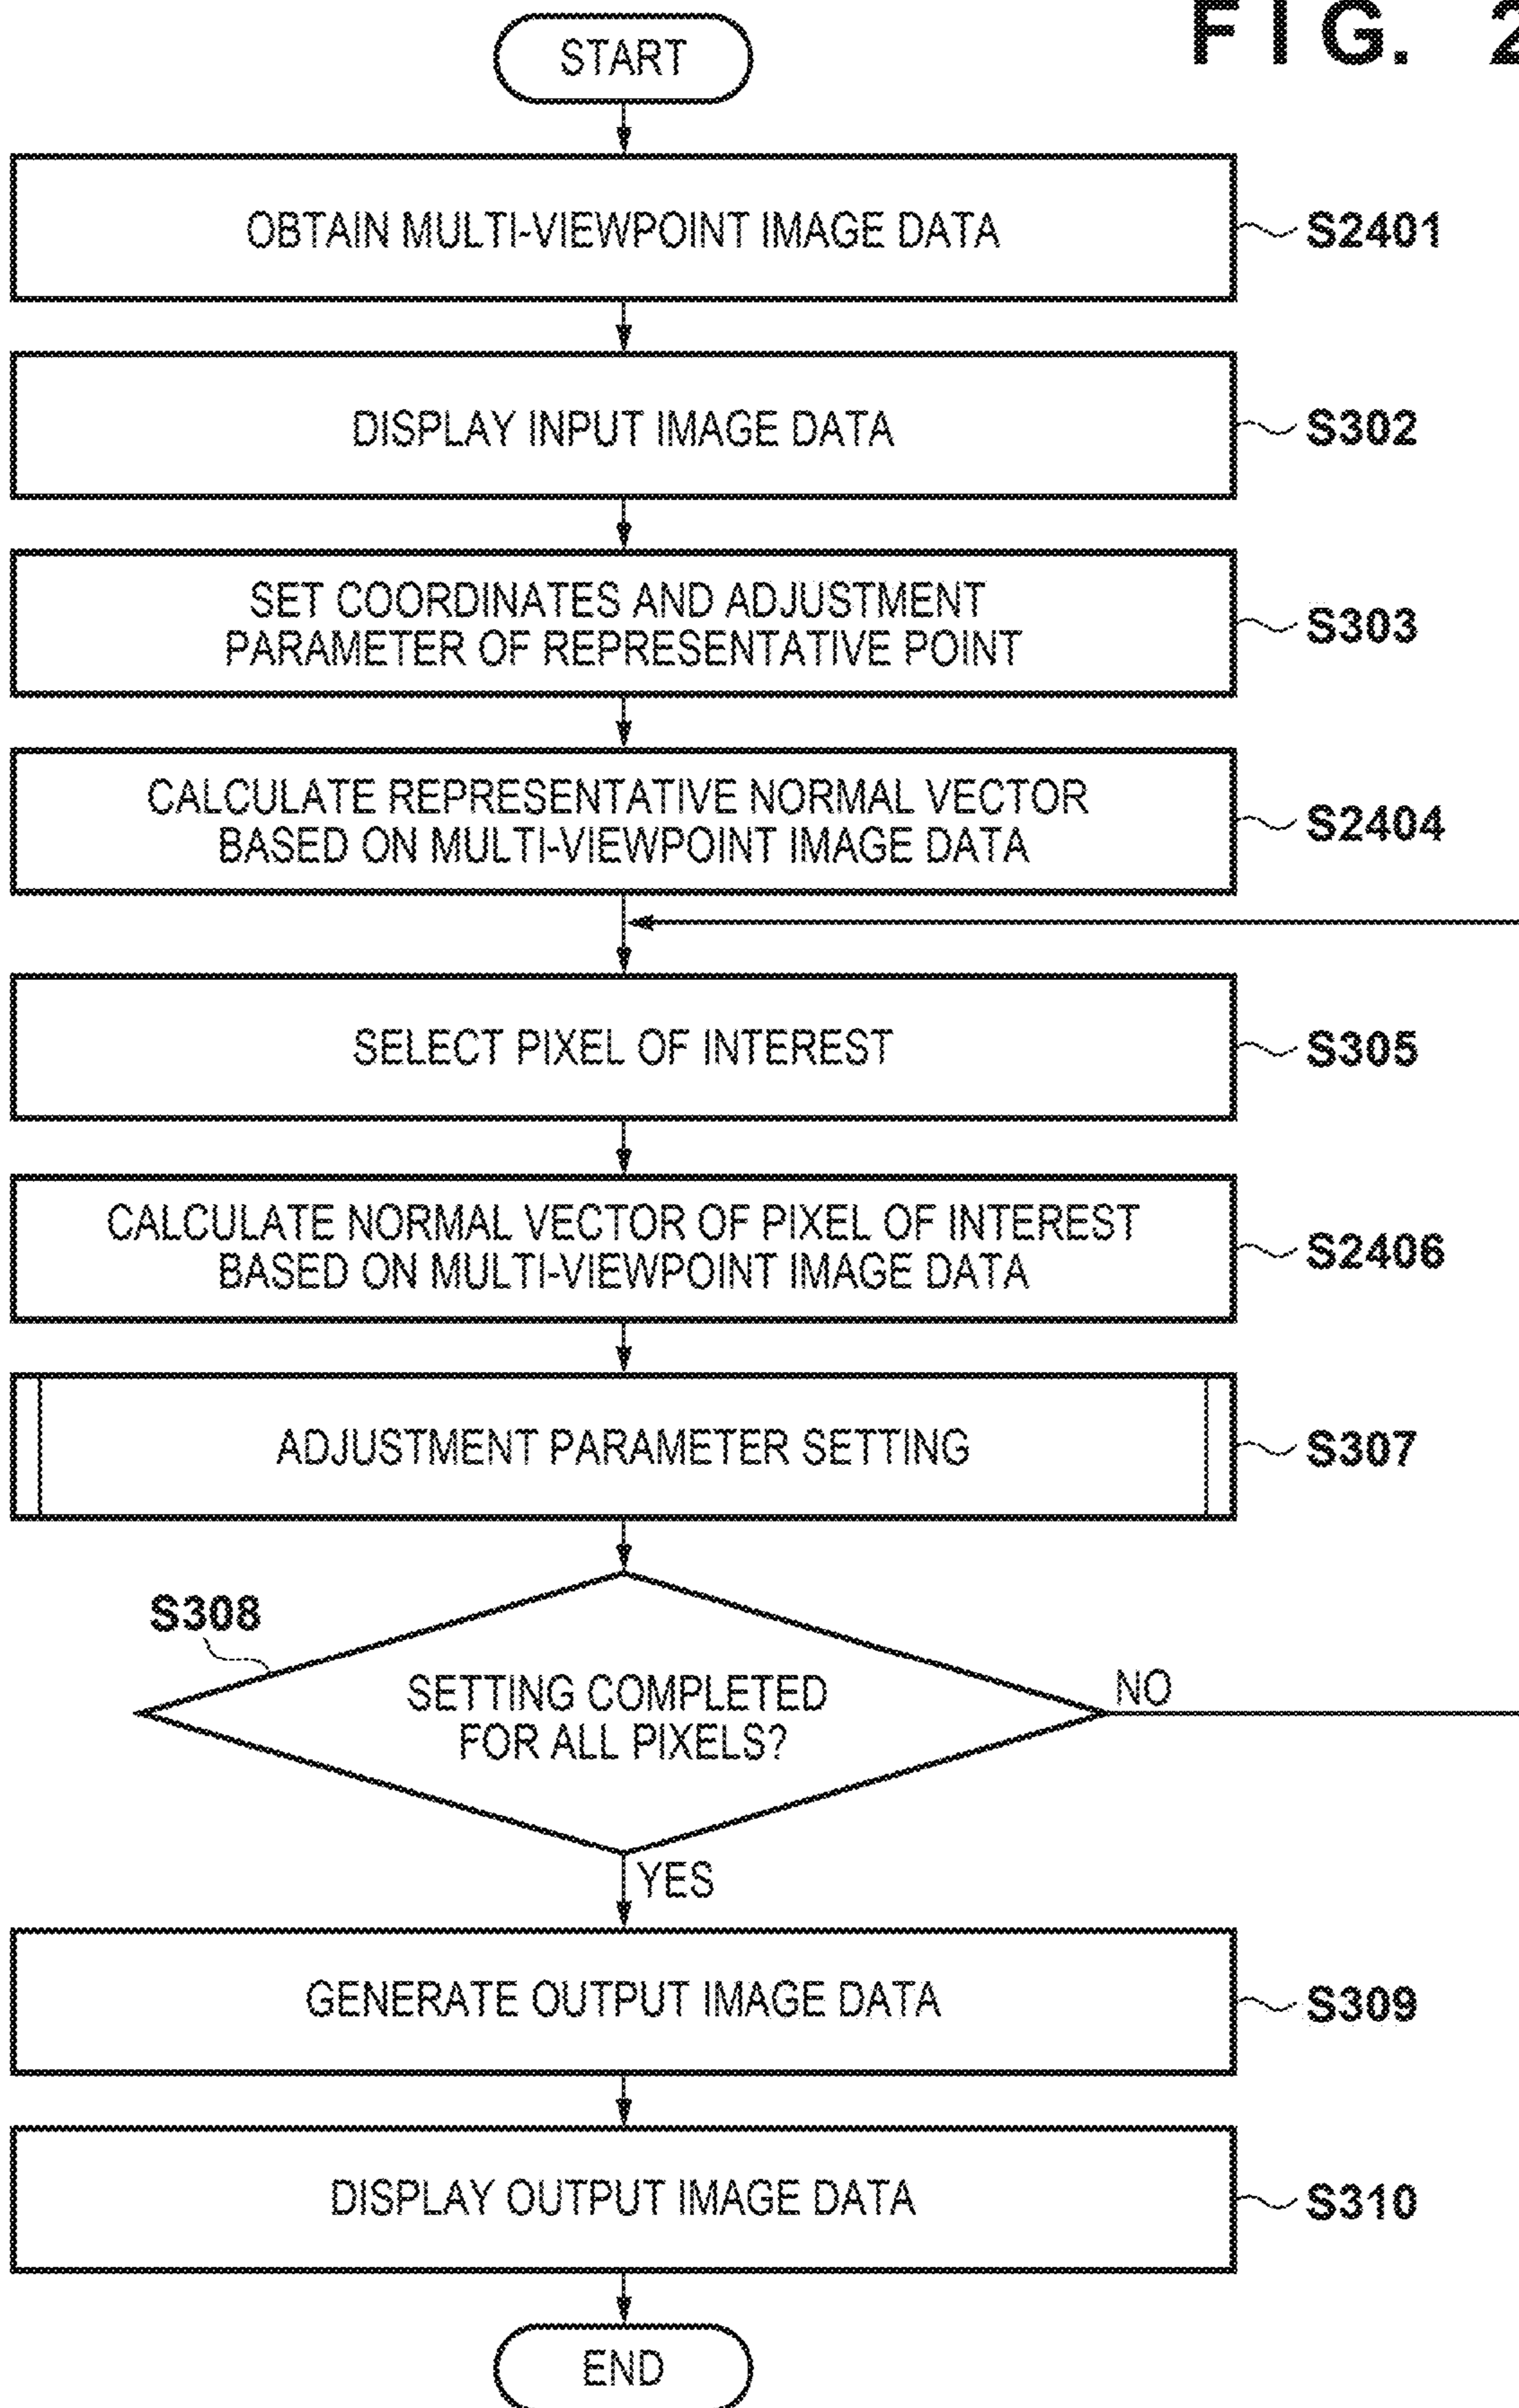 FIG. 2
START
OBTAIN MULTI-VIEWPOINT IMAGE DATA
S2401
DISPLAY INPUT IMAGE DATA
S302
SET COORDINATES AND ADJUSTMENT
PARAMETER OF REPRESENTATIVE POINT
S303
CALCULATE REPRESENTATIVE NORMAL VECTOR
BASED ON MULTI-VIEWPOINT IMAGE DATA
S2404
SELECT PIXEL OF INTEREST
S305
CALCULATE NORMAL VECTOR OF PIXEL OF INTEREST
BASED ON MULTI-VIEWPOINT IMAGE DATA
S2406
ADJUSTMENT PARAMETER SETTING
S307
S308
SETTING COMPLETED
FOR ALL PIXELS?
NO
YES
GENERATE OUTPUT IMAGE DATA
S309
DISPLAY OUTPUT IMAGE DATA
S310
END